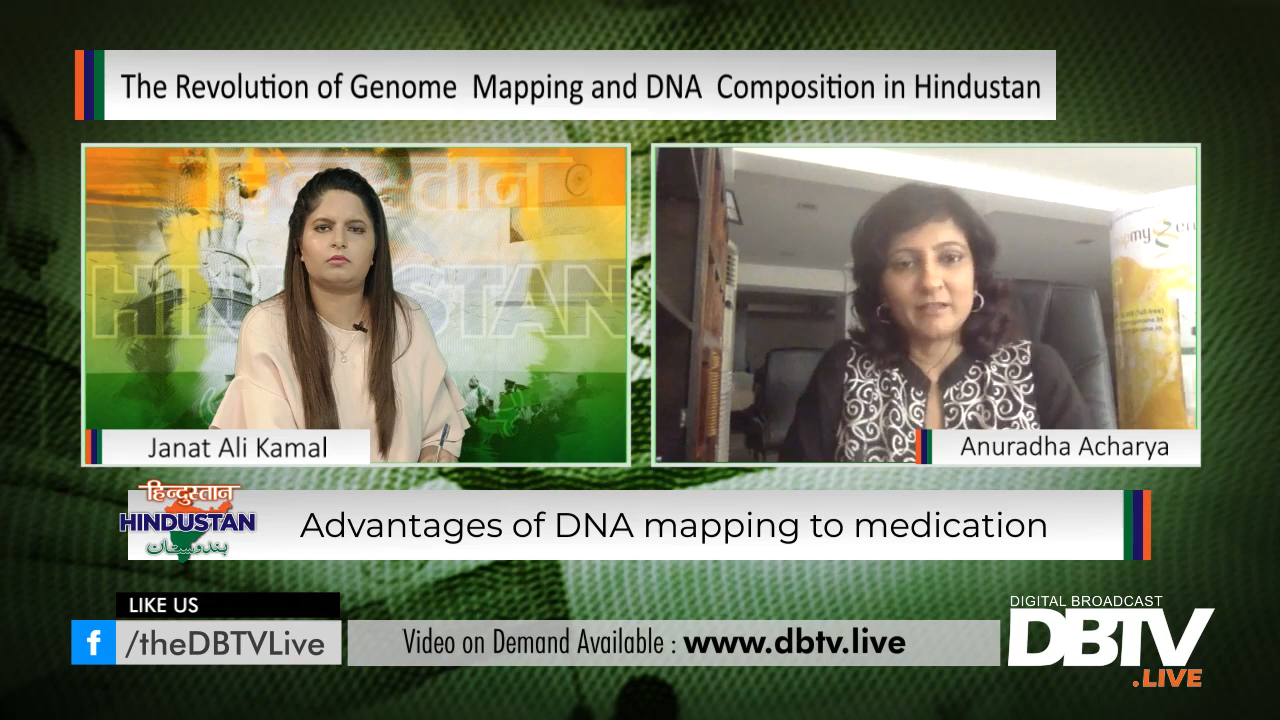 The Revolution of Genome Mapping and DNA Composition in Hindustan
हिन्दुस्तान
HINDUSTAN
Janat Ali Kamal
Anuradha Acharya
हिन्दुस्तान
HINDUSTAN
ہندوستان
Advantages of DNA mapping to medication
LIKE US
f /theDBTVLive
Video on Demand Available : www.dbtv.live
DIGITAL BROADCAST
DBTV
.LIVE